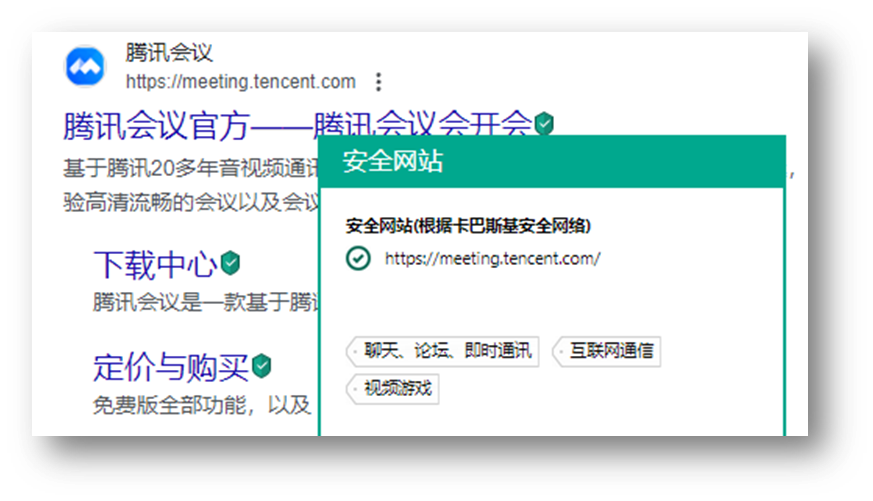 腾讯会议
https://meeting.tencent.com
腾讯会议官方——腾讯会议会开会
基于腾讯20多年音视频通
,
验高清流畅的会议以及会议
安全网站
安全网站(根据卡巴斯基安全网络)
https://meeting.tencent.com/
下载中心
腾讯会议是一款基于腾
聊天、论坛、即时通讯
互联网通信
定价与购买
视频游戏
免费版全部功能，以及